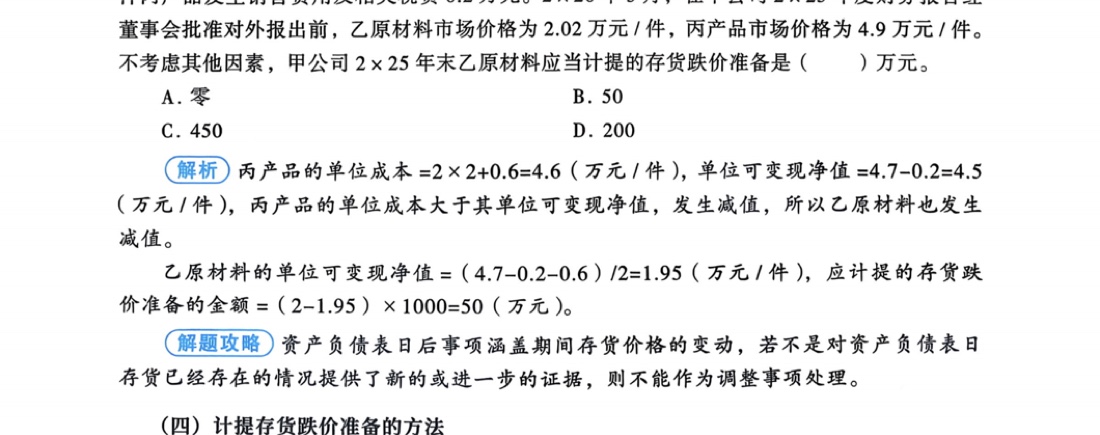 董事会批准对外报出前，乙原材料市场价格为 2.02 万元 / 件，丙产品市场价格为 4.9 万元 / 件。
不考虑其他因素，甲公司 2×25 年末乙原材料应当计提的存货跌价准备是（　　）万元。
A. 零　　B. 50
C. 450　　D. 200
解析 丙产品的单位成本 =2×2+0.6=4.6（万元 / 件），单位可变现净值 =4.7-0.2=4.5
（万元 / 件），丙产品的单位成本大于其单位可变现净值，发生减值，所以乙原材料也发生
减值。
乙原材料的单位可变现净值 =（4.7-0.2-0.6）/2=1.95（万元 / 件），应计提的存货跌
价准备的金额 =（2-1.95）×1000=50（万元）。
解题攻略 资产负债表日后事项涵盖期间存货价格的变动，若不是对资产负债表日
存货已经存在的情况提供了新的或进一步的证据，则不能作为调整事项处理。
（四）计提存货跌价准备的方法